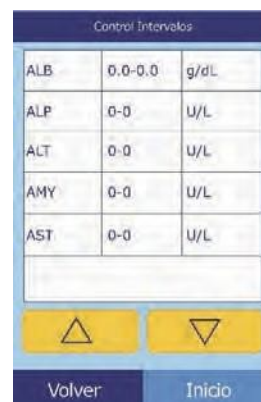 Control Intervalos
ALB 0.0-0.0 g/dL
ALP 0-0 U/L
ALT 0-0 U/L
AMY 0-0 U/L
AST 0-0 U/L
Volver Inicio